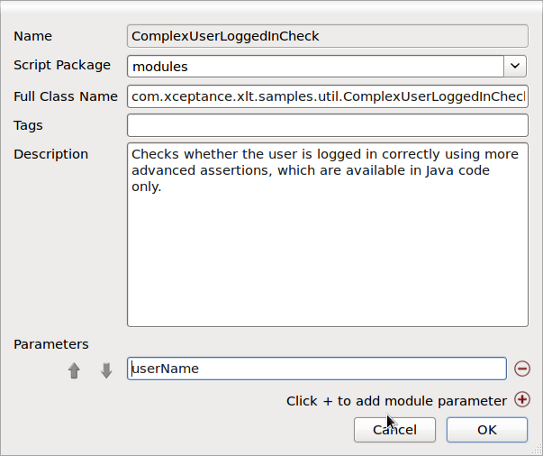 Name
ComplexUserLoggedInCheck
Script Package
modules
Full Class Name
com.xceptance.xlt.samples.util.ComplexUserLoggedInCheck
Tags
Description
Checks whether the user is logged in correctly using more
advanced assertions, which are available in Java code
only.
Parameters
userName
Click + to add module parameter
Cancel
OK